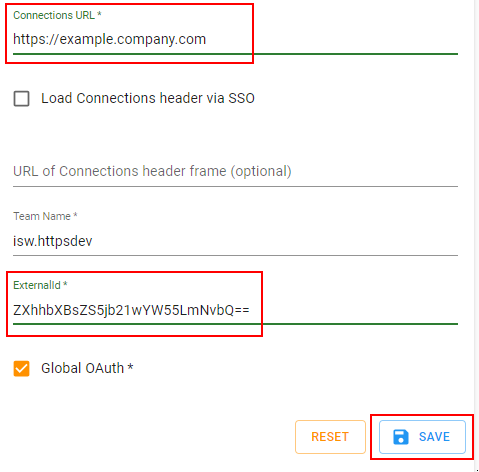 Connections URL *
https://example.company.com
Load Connections header via SSO
URL of Connections header frame (optional)
Team Name *
isw.httpsdev
ExternalId *
ZXhhbXBsZS5jb21wYW55LmNvbQ==
Global OAuth *
RESET
SAVE